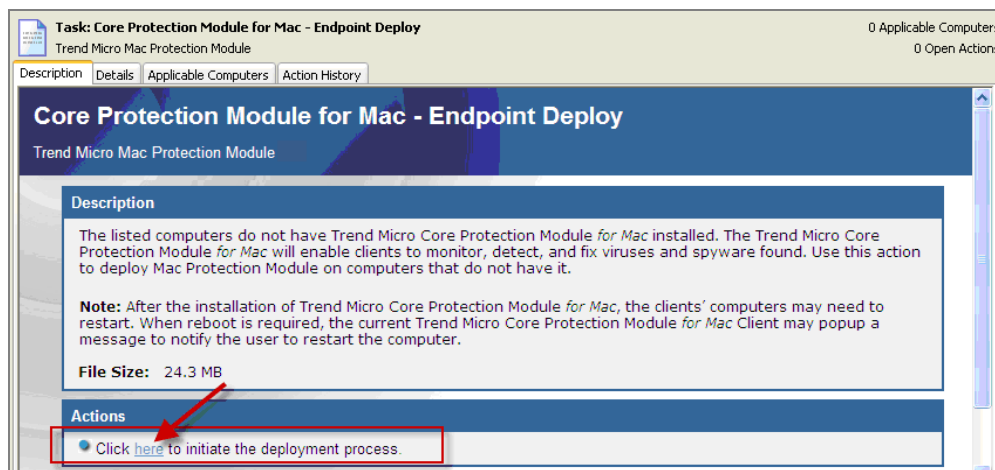 Task: Core Protection Module for Mac - Endpoint Deploy
0 Applicable Computers
Trend Micro Mac Protection Module
0 Open Actions
Description Details Applicable Computers Action History
Core Protection Module for Mac - Endpoint Deploy
Trend Micro Mac Protection Module
Description
The listed computers do not have Trend Micro Core Protection Module for Mac installed. The Trend Micro Core
Protection Module for Mac will enable clients to monitor, detect, and fix viruses and spyware found. Use this action
to deploy Mac Protection Module on computers that do not have it.
Note: After the installation of Trend Micro Core Protection Module for Mac, the clients' computers may need to
restart. When reboot is required, the current Trend Micro Core Protection Module for Mac Client may popup a
message to notify the user to restart the computer.
File Size: 24.3 MB
Actions
Click here to initiate the deployment process.